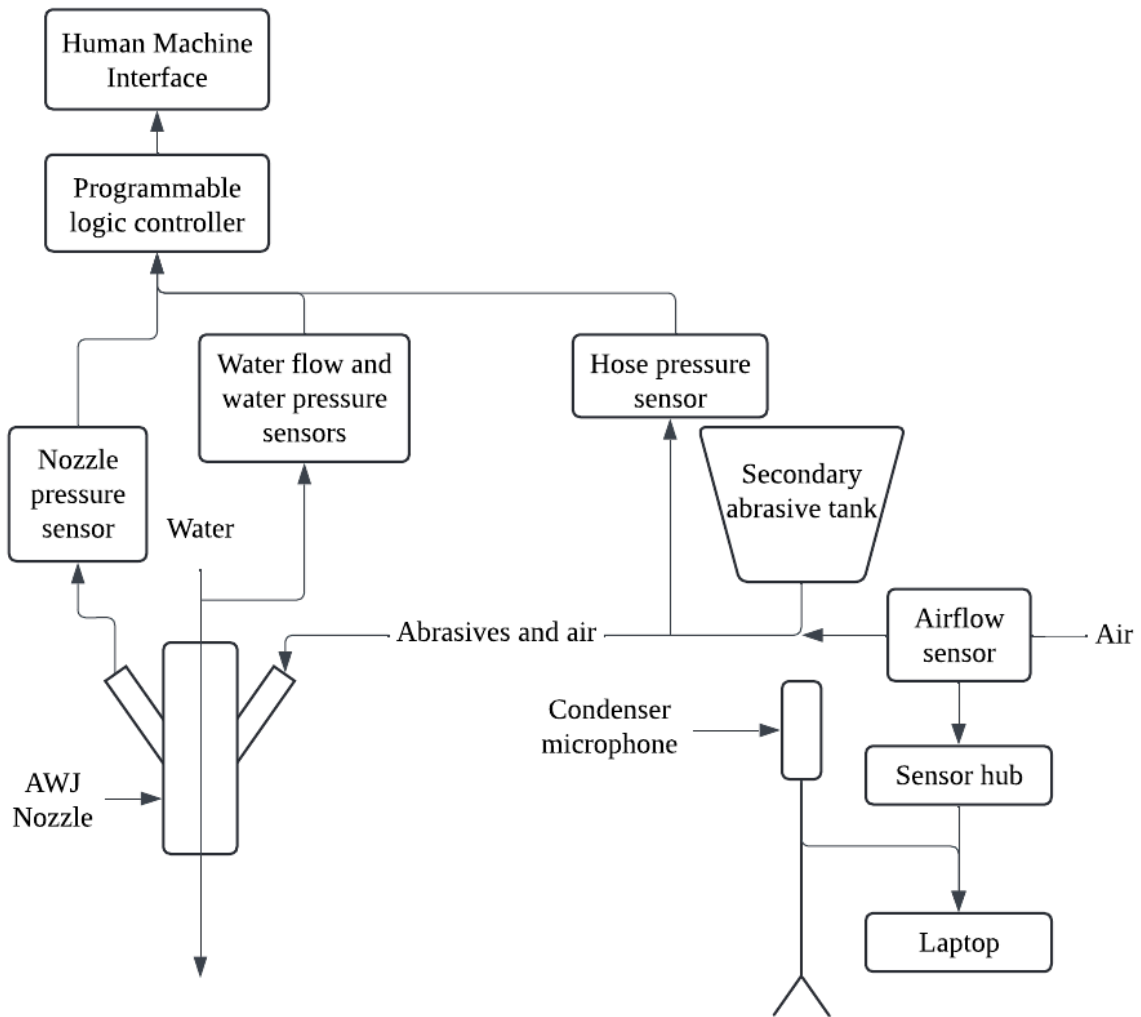 Human Machine
Interface
Programmable
logic controller
Water flow and
water pressure
sensors
Hose pressure
sensor
Nozzle
pressure
sensor
Secondary
abrasive tank
Water
Abrasives and air
Airflow
sensor
Air
Condenser
microphone
Sensor hub
AWJ
Nozzle
Laptop